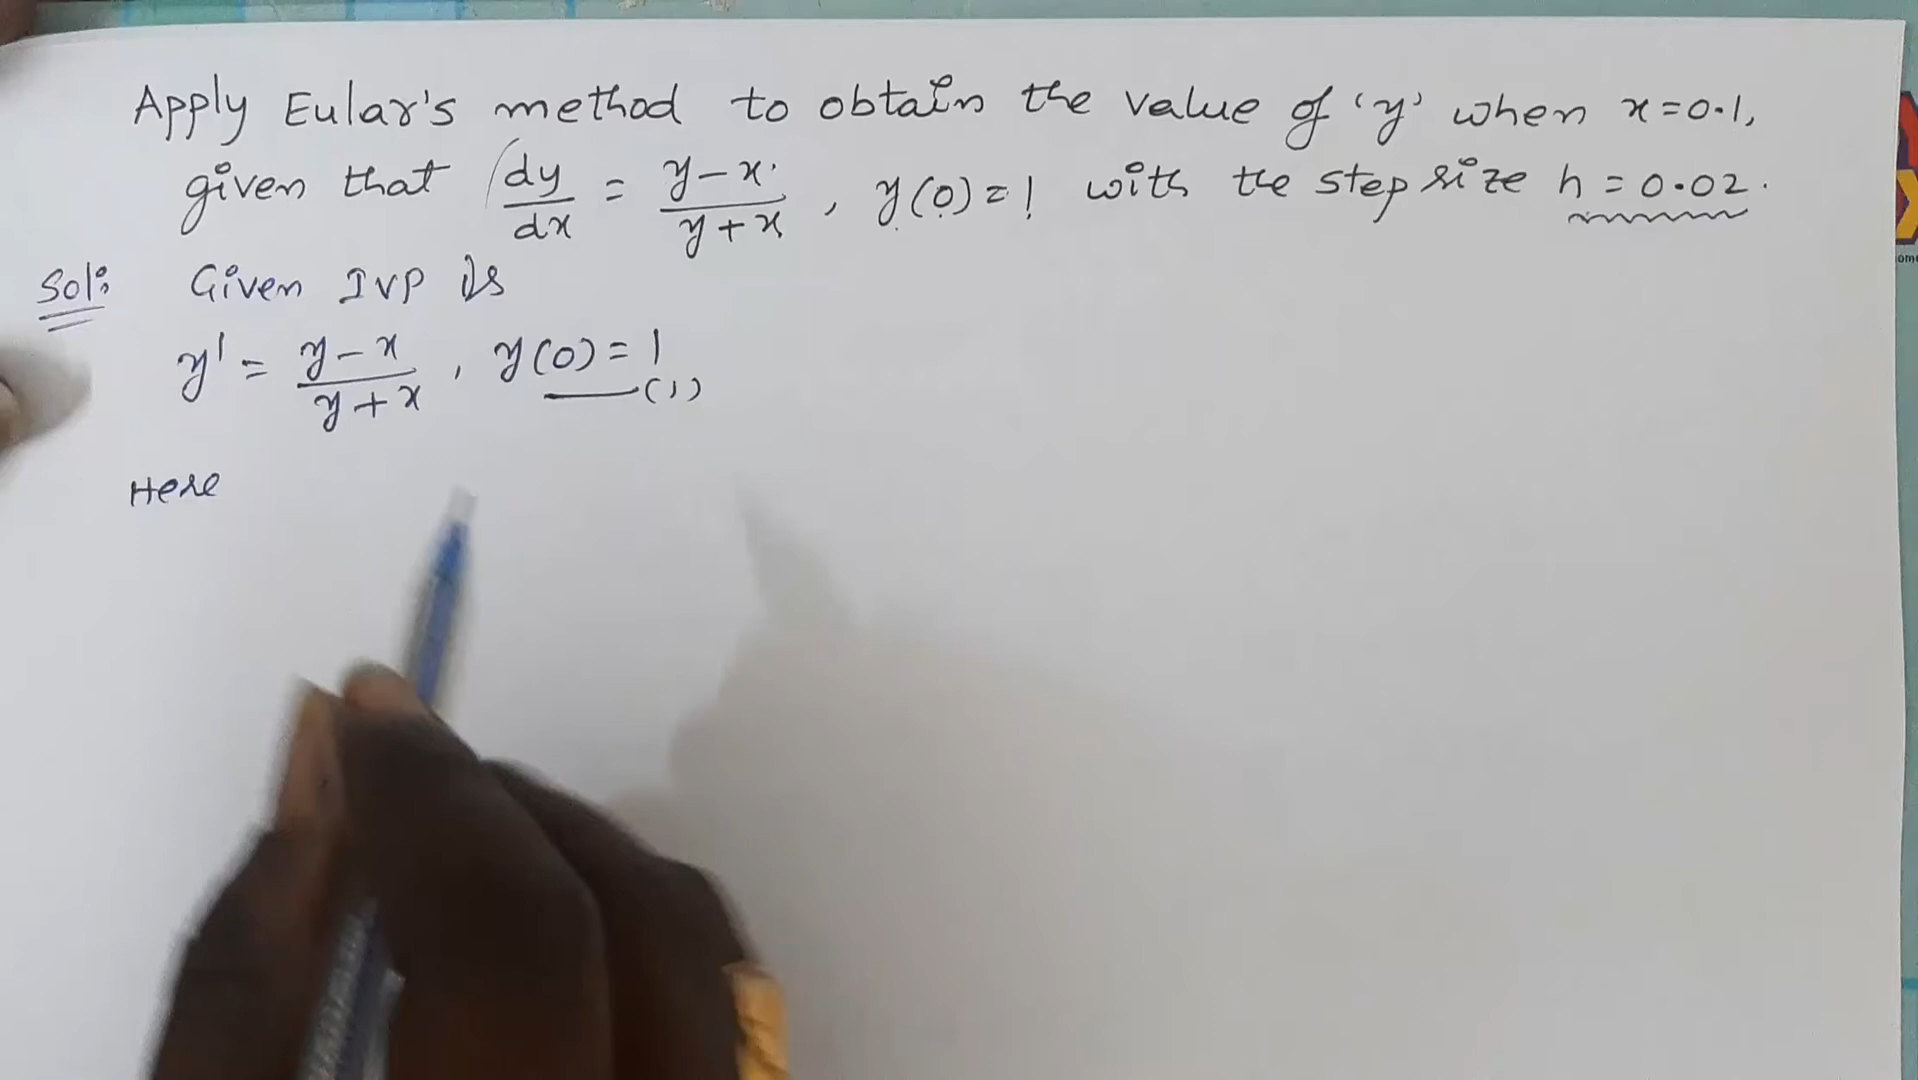 Apply Eular's method to obtain the value of 'y' when x=0.1,
given that dy/dx = y-x/y+x, y(0)=1 with the step size h=0.02.
Sol: Given IVP is
y' = y-x/y+x, y(0)=1 —(1)
Here